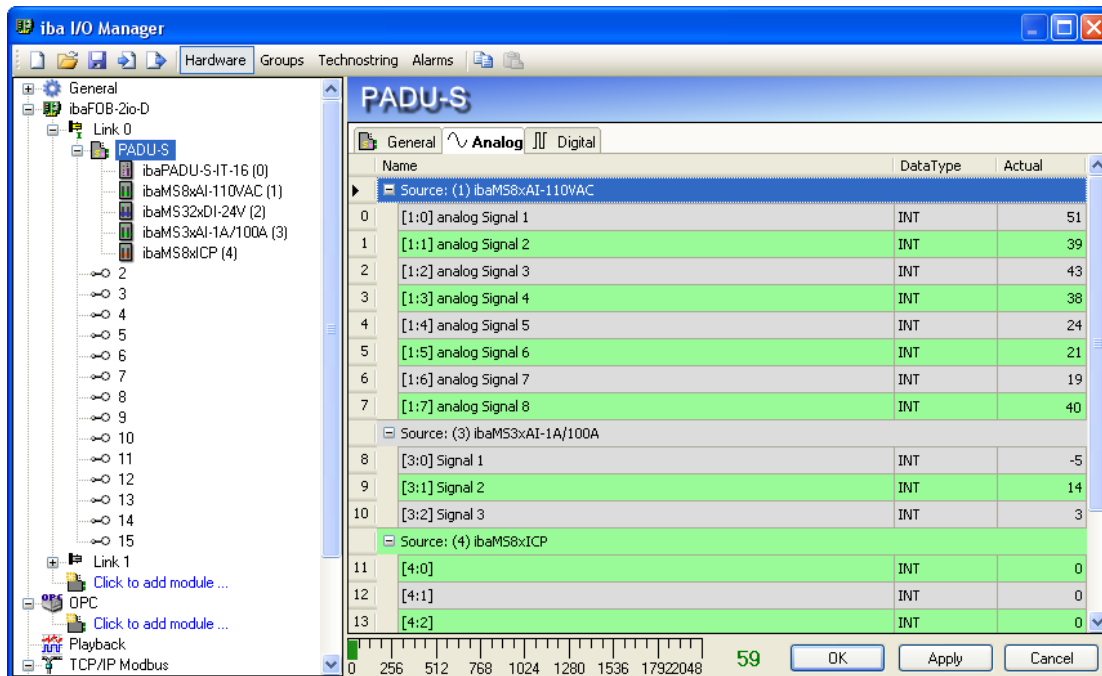 iba I/O Manager
Hardware Groups Technostring Alarms
General
ibaFOB-2io-D
Link 0
PADU-S
ibaPADU-S-IT-16 (0)
ibaMS8xAI-110VAC (1)
ibaMS32xDI-24V (2)
ibaMS3xAI-1A/100A (3)
ibaMS8xICP (4)
2
3
4
5
6
7
8
9
10
11
12
13
14
15
Link 1
Click to add module ...
OPC
Click to add module ...
Playback
TCP/IP Modbus
PADU-S
General Analog Digital
Name DataType Actual
Source: (1) ibaMS8xAI-110VAC
0 [1:0] analog Signal 1 INT 51
1 [1:1] analog Signal 2 INT 39
2 [1:2] analog Signal 3 INT 43
3 [1:3] analog Signal 4 INT 38
4 [1:4] analog Signal 5 INT 24
5 [1:5] analog Signal 6 INT 21
6 [1:6] analog Signal 7 INT 19
7 [1:7] analog Signal 8 INT 40
Source: (3) ibaMS3xAI-1A/100A
8 [3:0] Signal 1 INT -5
9 [3:1] Signal 2 INT 14
10 [3:2] Signal 3 INT 3
Source: (4) ibaMS8xICP
11 [4:0] INT 0
12 [4:1] INT 0
13 [4:2] INT 0
0 256 512 768 1024 1280 1536 1792 2048 59 OK Apply Cancel